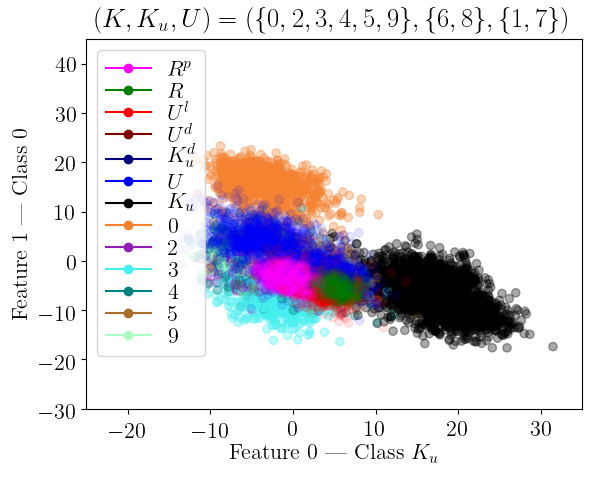 (K, K_u, U) = ({0, 2, 3, 4, 5, 9}, {6, 8}, {1, 7})
40
30
20
10
0
−10
−20
−30
Feature 1 — Class 0
R^p
R
U^l
U^d
K_u^d
U
K_u
0
2
3
4
5
9
−20 −10 0 10 20 30
Feature 0 — Class K_u